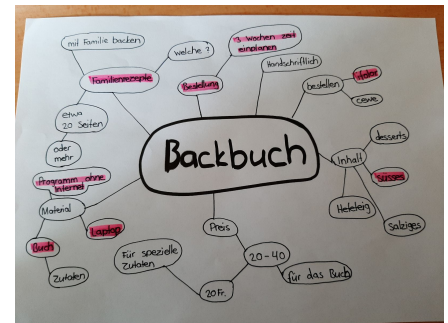 mit Familie backen
welche ?
Familienrezepte
etwa
20 Seiten
oder
mehr
3 Wochen zeit
einplanen
Bestellung
Handschriftlich
bestellen
ifolor
cewe
Backbuch
desserts
Inhalt
Süsses
Hefeteig
Salziges
Programm ohne
Internet
Material
Laptop
Buch
Zutaten
Preis
20-40
für das Buch
20 Fr.
Für spezielle
Zutaten